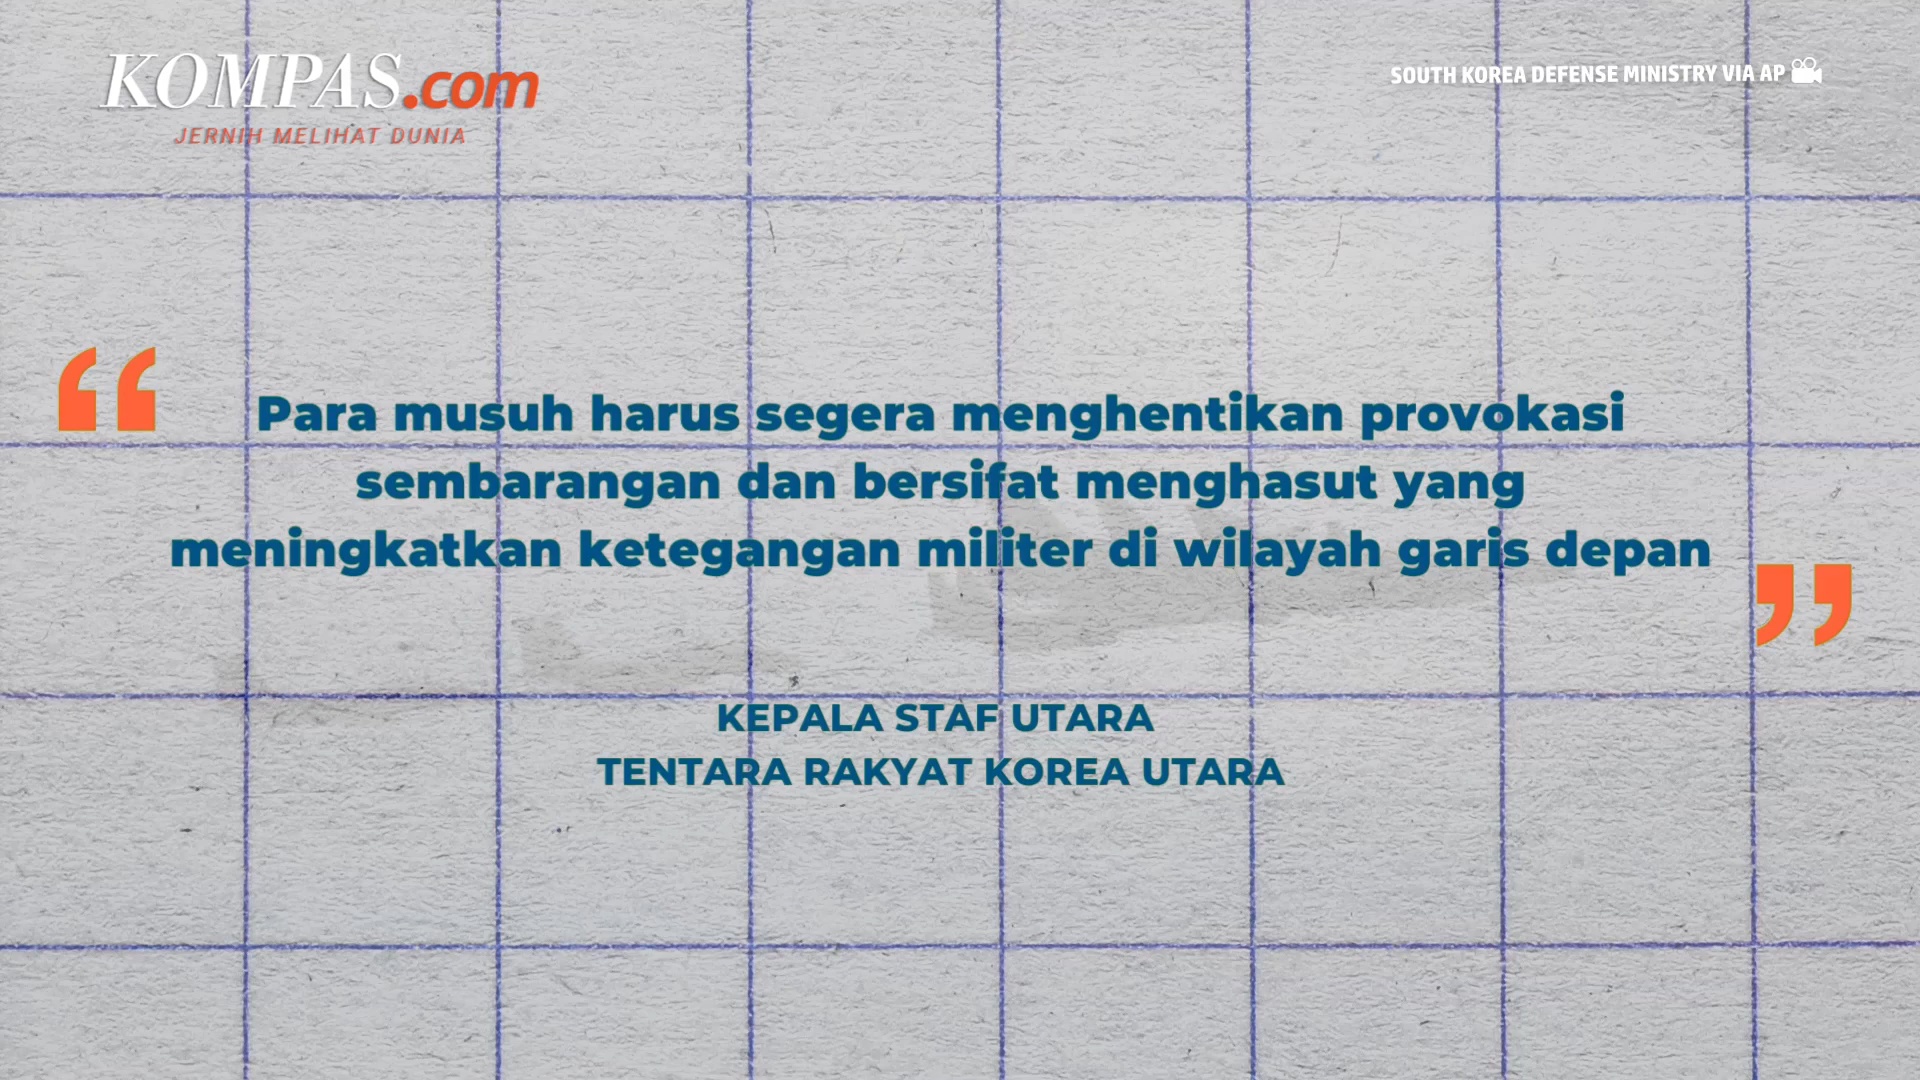 KOMPAS.com
JERNIH MELIHAT DUNIA
SOUTH KOREA DEFENSE MINISTRY VIA AP
“Para musuh harus segera menghentikan provokasi
sembarangan dan bersifat menghasut yang
meningkatkan ketegangan militer di wilayah garis depan”
KEPALA STAF UTARA
TENTARA RAKYAT KOREA UTARA